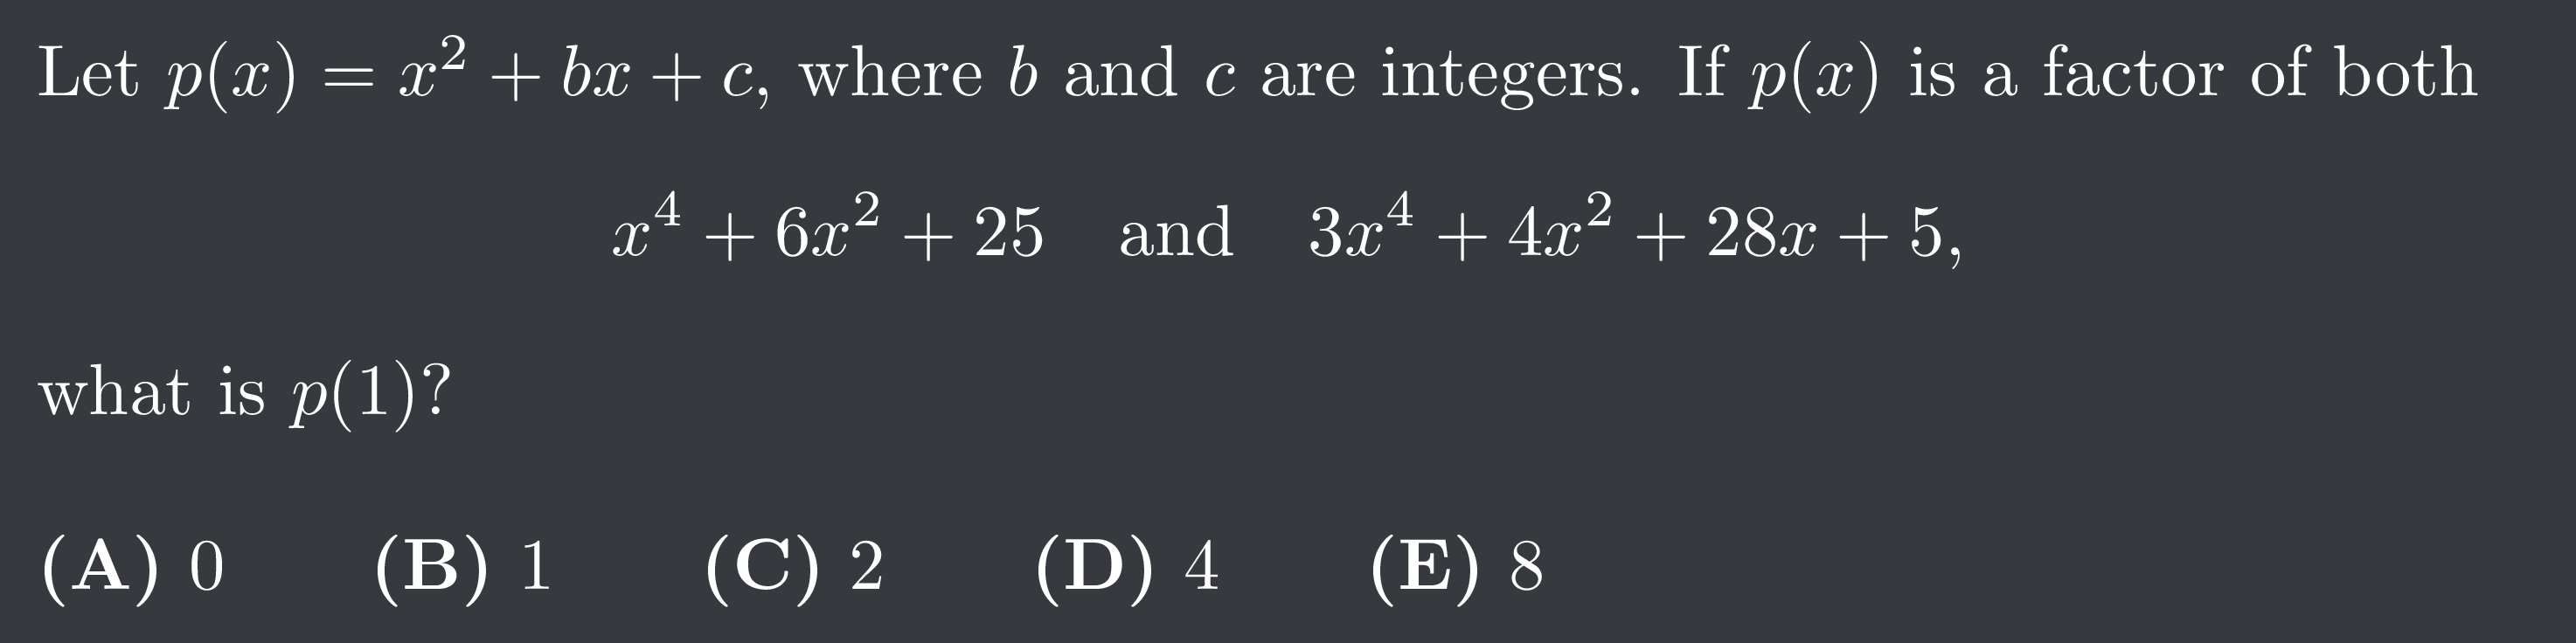 Let p(x) = x² + bx + c, where b and c are integers. If p(x) is a factor of both
x⁴ + 6x² + 25 and 3x⁴ + 4x² + 28x + 5,
what is p(1)?
(A) 0 (B) 1 (C) 2 (D) 4 (E) 8